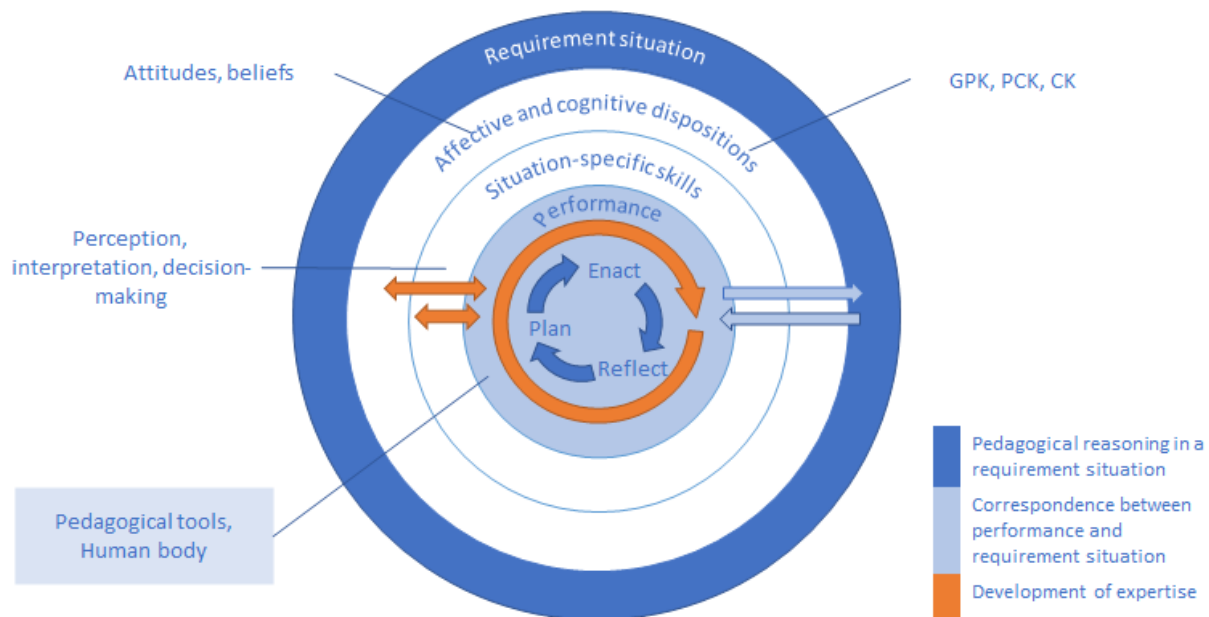 Requirement situation
Attitudes, beliefs
GPK, PCK, CK
Affective and cognitive dispositions
Situation-specific skills
Performance
Perception,
interpretation, decision-
making
Enact
Plan
Reflect
Pedagogical tools,
Human body
Pedagogical reasoning in a
requirement situation
Correspondence between
performance and
requirement situation
Development of expertise